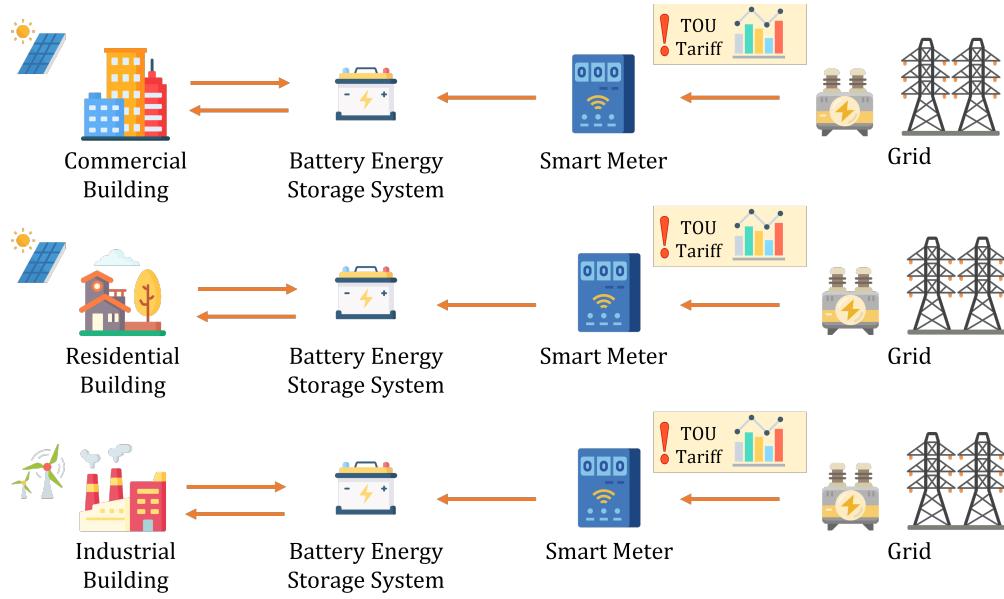 TOU
Tariff
Commercial
Building
Battery Energy
Storage System
Smart Meter
Grid
TOU
Tariff
Residential
Building
Battery Energy
Storage System
Smart Meter
Grid
TOU
Tariff
Industrial
Building
Battery Energy
Storage System
Smart Meter
Grid